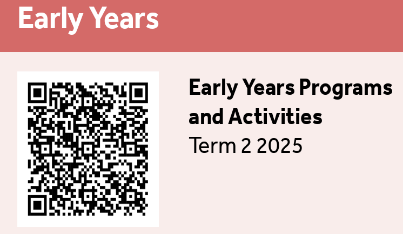 Early Years
Early Years Programs
and Activities
Term 2 2025